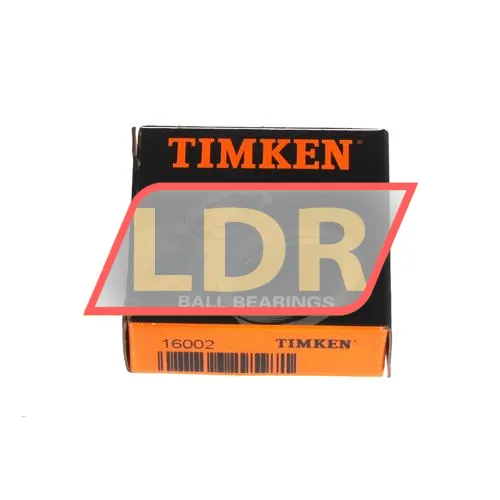 TIMKEN
LDR
BALL BEARINGS
16002 TIMKEN